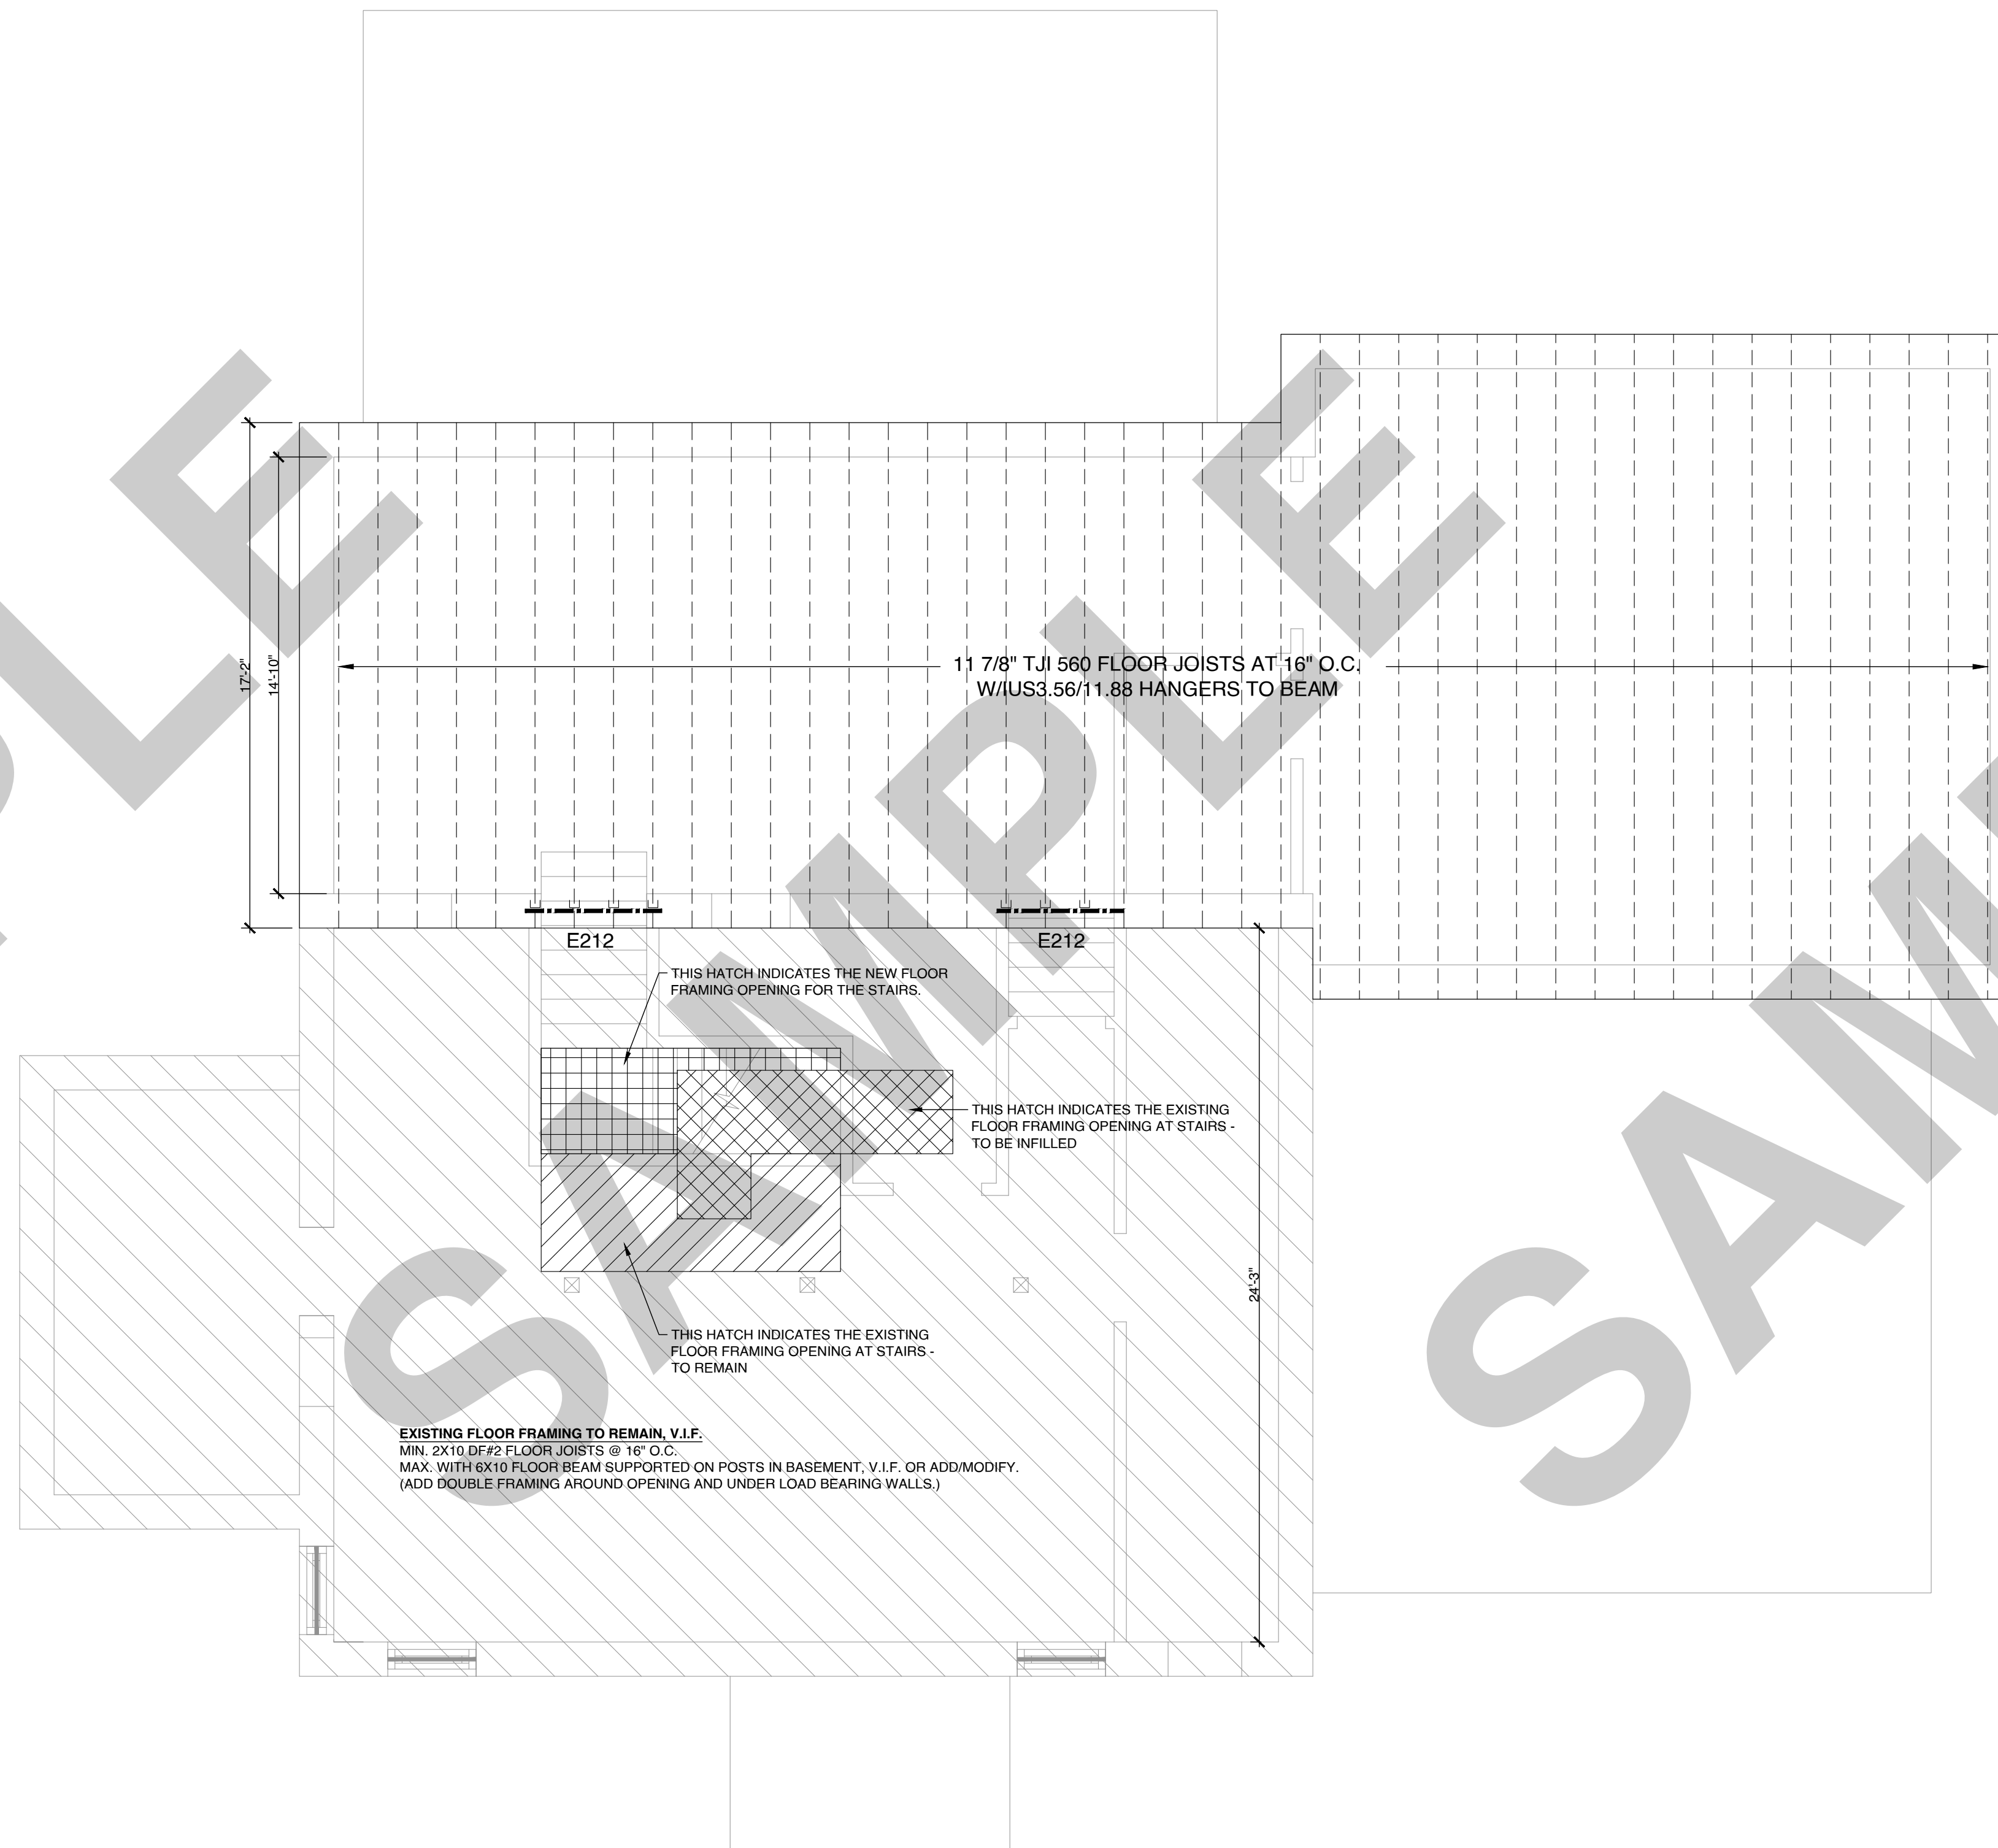 17'-2"
14'-10"
11 7/8" TJI 560 FLOOR JOISTS AT 16" O.C.
W/IUS3.56/11.88 HANGERS TO BEAM
E212
E212
THIS HATCH INDICATES THE NEW FLOOR
FRAMING OPENING FOR THE STAIRS.
THIS HATCH INDICATES THE EXISTING
FLOOR FRAMING OPENING AT STAIRS -
TO BE INFILLED
24'-3"
THIS HATCH INDICATES THE EXISTING
FLOOR FRAMING OPENING AT STAIRS -
TO REMAIN
EXISTING FLOOR FRAMING TO REMAIN, V.I.F.
MIN. 2X10 DF#2 FLOOR JOISTS @ 16" O.C.
MAX. WITH 6X10 FLOOR BEAM SUPPORTED ON POSTS IN BASEMENT, V.I.F. OR ADD/MODIFY.
(ADD DOUBLE FRAMING AROUND OPENING AND UNDER LOAD BEARING WALLS.)
PLE
SAMPLE
SAM